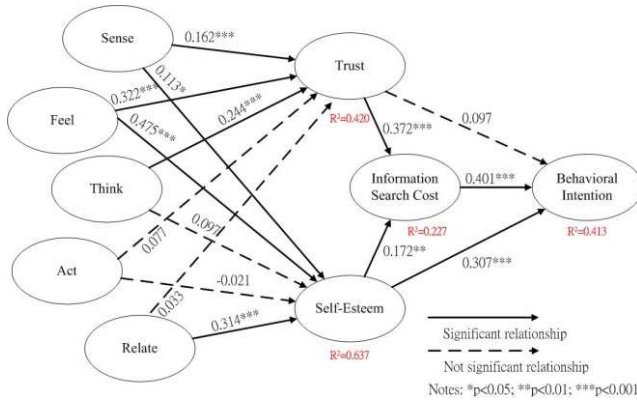 Sense
0.162***
Trust
0.113*
0.322***
0.097
Feel
0.244***
R²=0.420
0.475***
0.372***
Think
Information
Search Cost
0.401***
Behavioral
Intention
0.097
R²=0.227
R²=0.413
0.077
0.172**
Act
-0.021
0.307***
0.033
Self-Esteem
0.314***
Significant relationship
Relate
R²=0.637
Not significant relationship
Notes: *p<0.05; **p<0.01; ***p<0.001